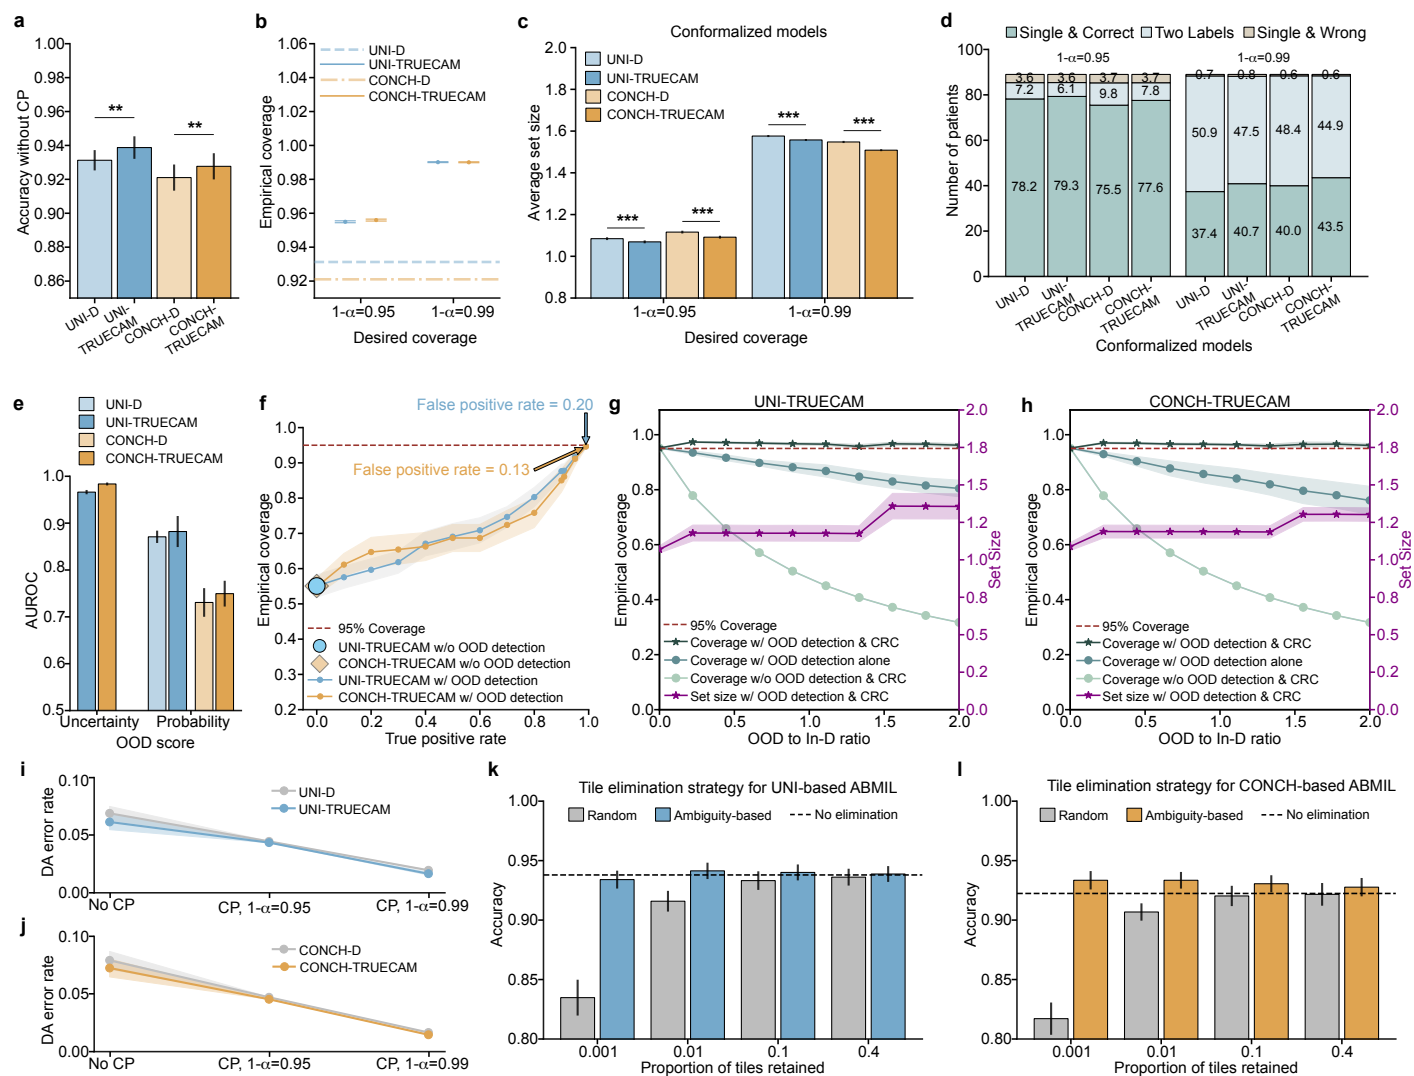 a
Accuracy without CP
1.00
0.98
0.96
0.94
0.92
0.90
0.88
0.86
**
**
UNI-D
UNI-
TRUECAM
CONCH-D
CONCH-
TRUECAM
b
Empirical coverage
1.06
1.04
1.02
1.00
0.98
0.96
0.94
0.92
UNI-D
UNI-TRUECAM
CONCH-D
CONCH-TRUECAM
1-α=0.95
1-α=0.99
Desired coverage
c
Conformalized models
Average set size
2.0
1.8
1.6
1.4
1.2
1.0
0.8
UNI-D
UNI-TRUECAM
CONCH-D
CONCH-TRUECAM
***
***
***
***
1-α=0.95
1-α=0.99
Desired coverage
d
Single & Correct
Two Labels
Single & Wrong
Number of patients
100
80
60
40
20
0
1-α=0.95
1-α=0.99
3.6
3.6
3.7
3.7
0.7
0.8
0.6
0.6
7.2
6.1
9.8
7.8
50.9
47.5
48.4
44.9
78.2
79.3
75.5
77.6
37.4
40.7
40.0
43.5
UNI-D
UNI-
TRUECAM
CONCH-D
CONCH-
TRUECAM
UNI-D
UNI-
TRUECAM
CONCH-D
CONCH-
TRUECAM
Conformalized models
e
UNI-D
UNI-TRUECAM
CONCH-D
CONCH-TRUECAM
AUROC
1.0
0.9
0.8
0.7
0.6
0.5
Uncertainty
Probability
OOD score
f
False positive rate = 0.20
False positive rate = 0.13
Empirical coverage
1.0
0.9
0.8
0.7
0.6
0.5
0.4
0.3
0.2
95% Coverage
UNI-TRUECAM w/o OOD detection
CONCH-TRUECAM w/o OOD detection
UNI-TRUECAM w/ OOD detection
CONCH-TRUECAM w/ OOD detection
0.0
0.2
0.4
0.6
0.8
1.0
True positive rate
g
UNI-TRUECAM
Empirical coverage
1.0
0.8
0.6
0.4
0.2
0.0
95% Coverage
Coverage w/ OOD detection & CRC
Coverage w/ OOD detection alone
Coverage w/o OOD detection & CRC
Set size w/ OOD detection & CRC
2.0
1.8
1.5
1.2
1.0
0.8
0.5
0.2
0.0
Set Size
0.0
0.5
1.0
1.5
2.0
OOD to In-D ratio
h
CONCH-TRUECAM
Empirical coverage
1.0
0.8
0.6
0.4
0.2
0.0
95% Coverage
Coverage w/ OOD detection & CRC
Coverage w/ OOD detection alone
Coverage w/o OOD detection & CRC
Set size w/ OOD detection & CRC
2.0
1.8
1.5
1.2
1.0
0.8
0.5
0.2
0.0
Set Size
0.0
0.5
1.0
1.5
2.0
OOD to In-D ratio
i
DA error rate
0.10
0.05
0.00
UNI-D
UNI-TRUECAM
No CP
CP, 1-α=0.95
CP, 1-α=0.99
j
DA error rate
0.10
0.05
0.00
CONCH-D
CONCH-TRUECAM
No CP
CP, 1-α=0.95
CP, 1-α=0.99
k
Tile elimination strategy for UNI-based ABMIL
Random
Ambiguity-based
No elimination
Accuracy
1.00
0.95
0.90
0.85
0.80
0.001
0.01
0.1
0.4
Proportion of tiles retained
l
Tile elimination strategy for CONCH-based ABMIL
Random
Ambiguity-based
No elimination
Accuracy
1.00
0.95
0.90
0.85
0.80
0.001
0.01
0.1
0.4
Proportion of tiles retained